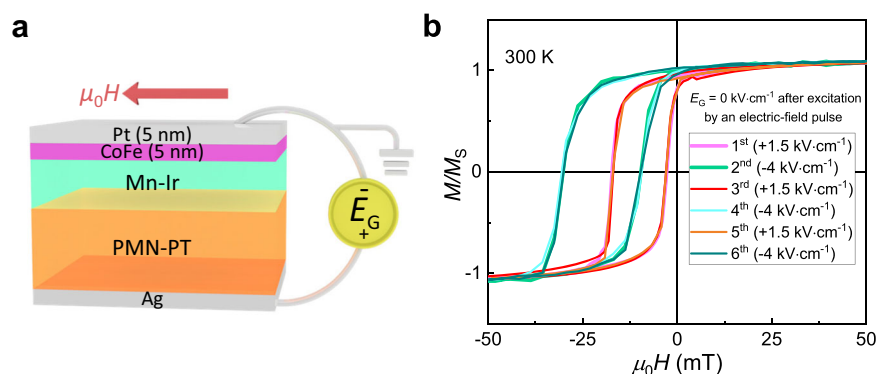 a
μ₀H
Pt (5 nm)
CoFe (5 nm)
Mn-Ir
PMN-PT
Ag
-
E_G
+
b
300 K
E_G = 0 kV·cm⁻¹ after excitation
by an electric-field pulse
1ˢᵗ (+1.5 kV·cm⁻¹)
2ⁿᵈ (-4 kV·cm⁻¹)
3ʳᵈ (+1.5 kV·cm⁻¹)
4ᵗʰ (-4 kV·cm⁻¹)
5ᵗʰ (+1.5 kV·cm⁻¹)
6ᵗʰ (-4 kV·cm⁻¹)
M/M_S
1
0
-1
-50 -25 0 25 50
μ₀H (mT)